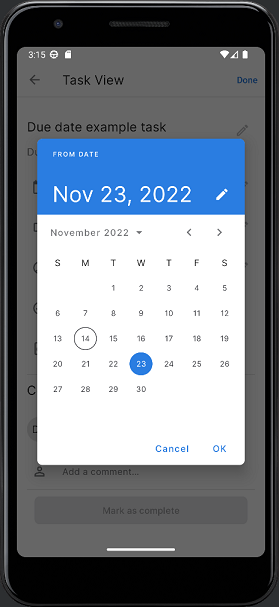 3:15
Task View Done
Due date example task
Du
FROM DATE
Nov 23, 2022
November 2022
S M T W T F S
1 2 3 4 5
6 7 8 9 10 11 12
13 14 15 16 17 18 19
20 21 22 23 24 25 26
27 28 29 30
C
D
Cancel OK
Add a comment...
Mark as complete